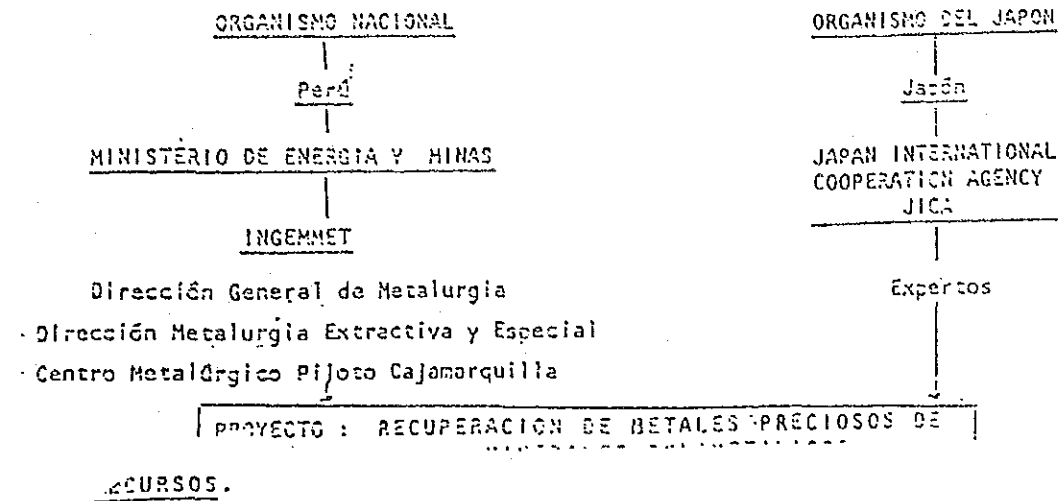 ORGANISMO NACIONAL
Perú
MINISTERIO DE ENERGIA Y MINAS
INGEMMET
Dirección General de Metalurgia
Dirección Metalurgia Extractiva y Especial
Centro Metalúrgico Piloto Cajamarquilla
ORGANISMO DEL JAPON
Japón
JAPAN INTERNATIONAL
COOPERATION AGENCY
JICA
Expertos
PROYECTO : RECUPERACION DE METALES PRECIOSOS DE
ECURSOS.